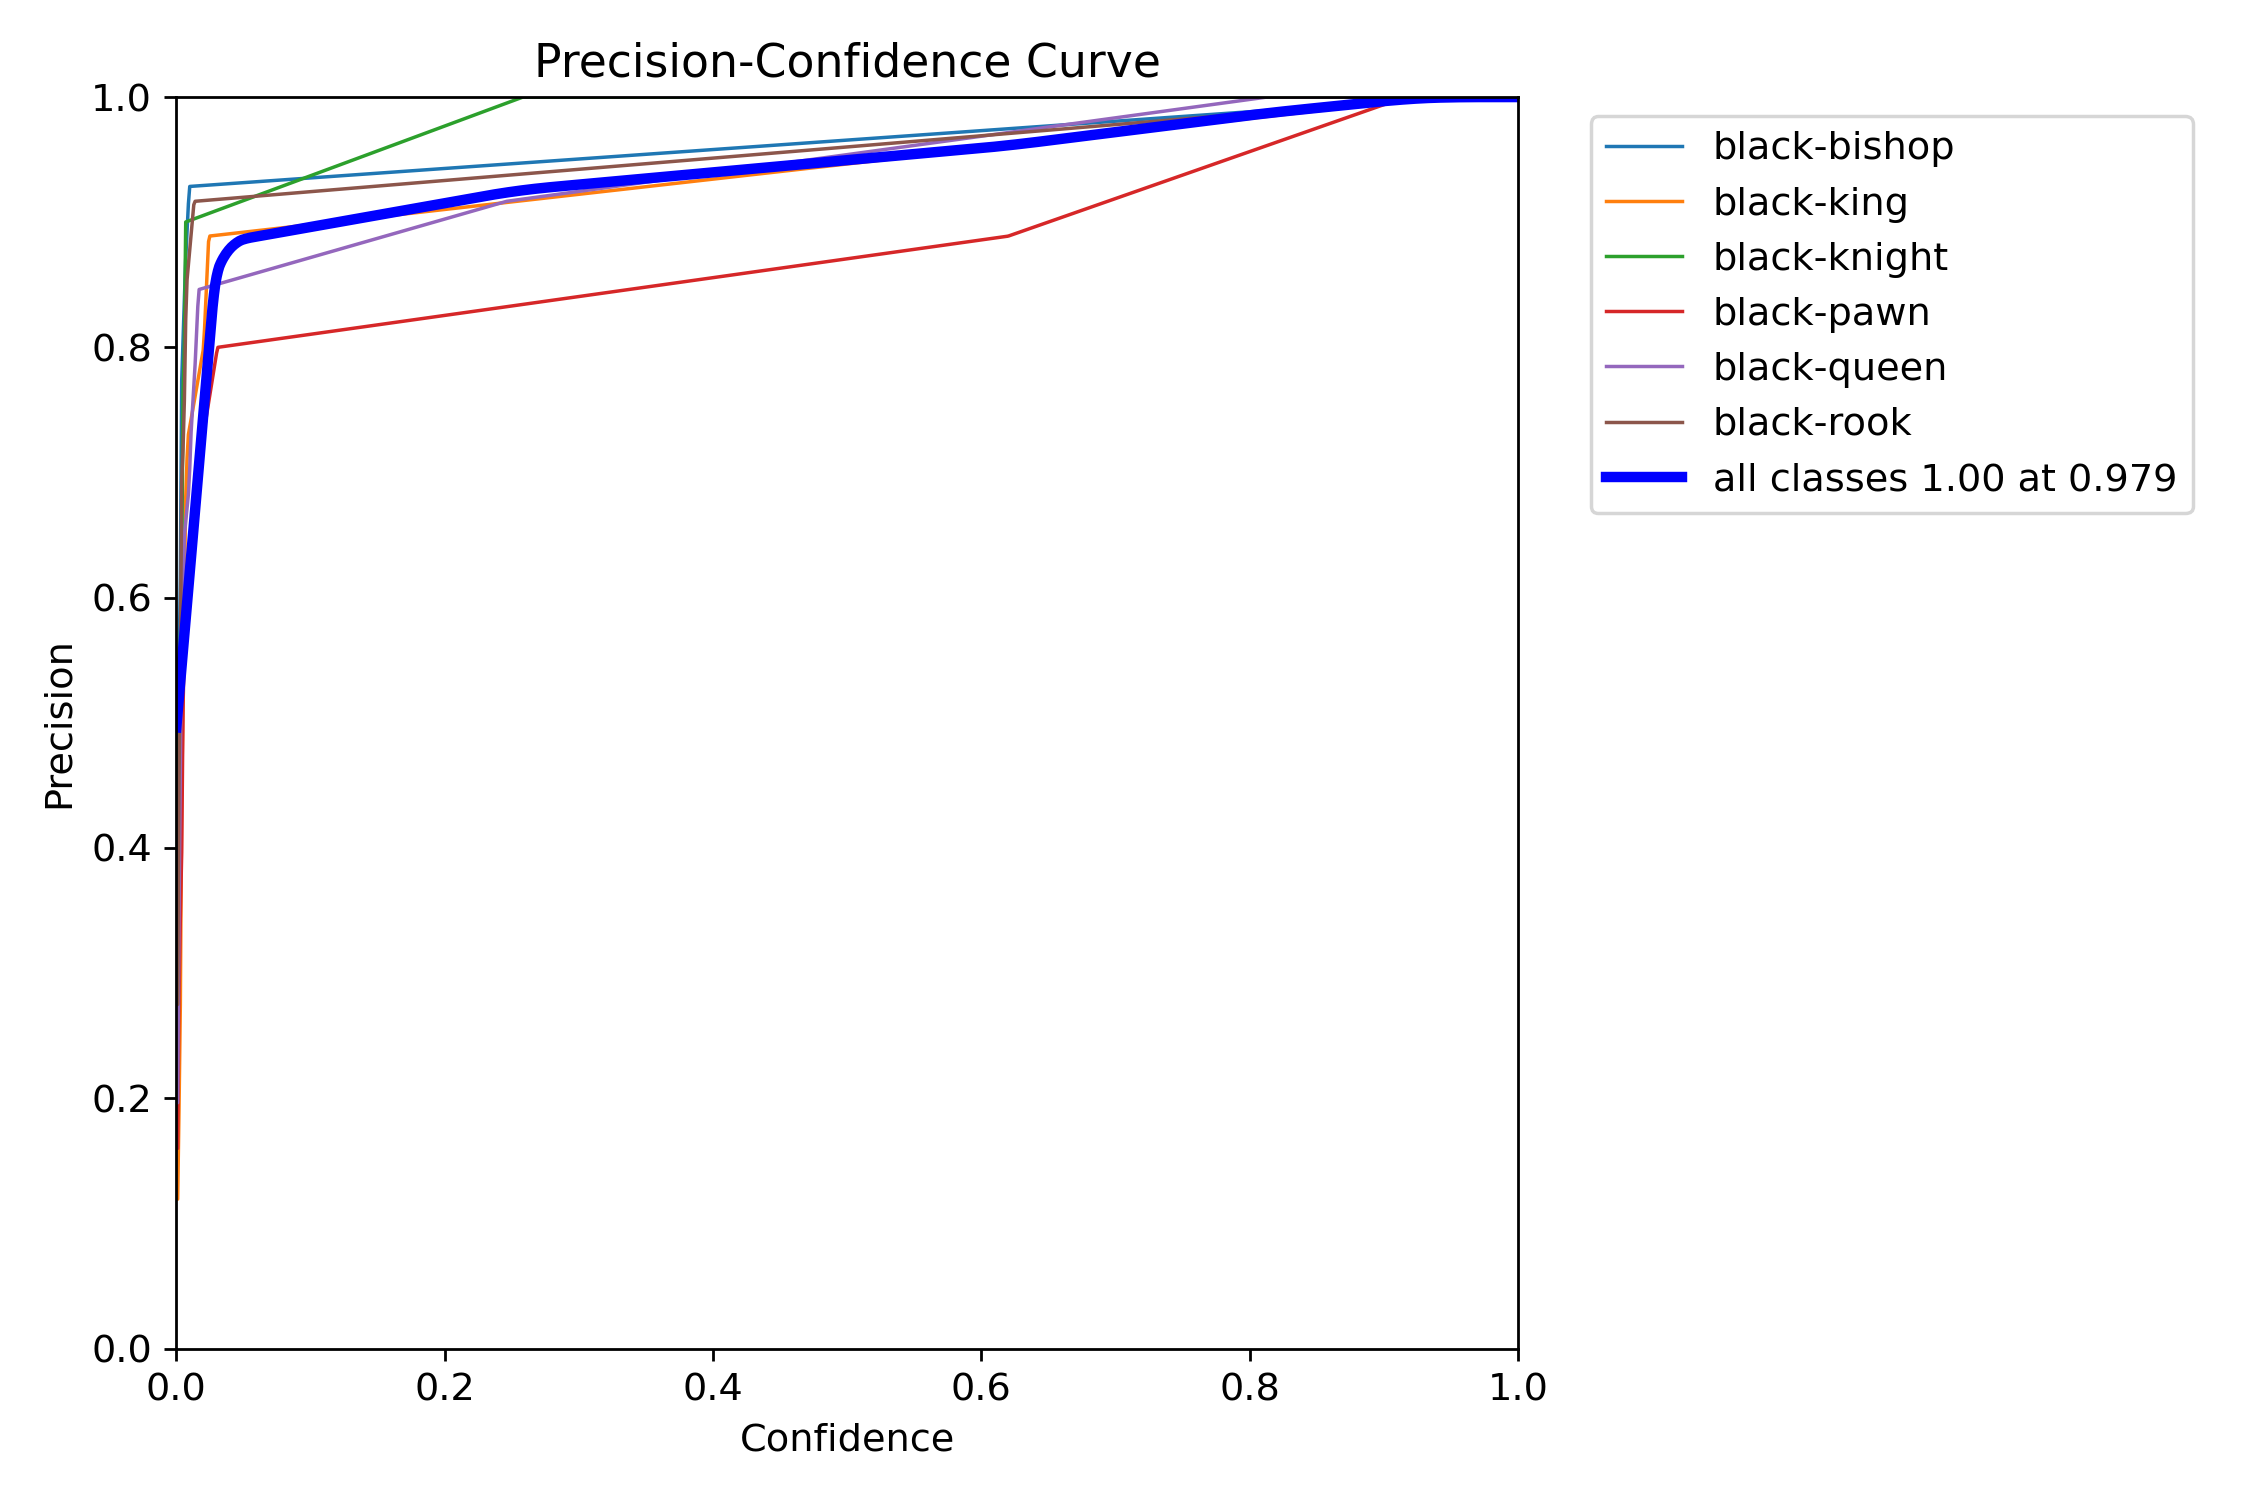 Precision-Confidence Curve
1.0
0.8
0.6
0.4
0.2
0.0
Precision
0.0 0.2 0.4 0.6 0.8 1.0
Confidence
black-bishop
black-king
black-knight
black-pawn
black-queen
black-rook
all classes 1.00 at 0.979